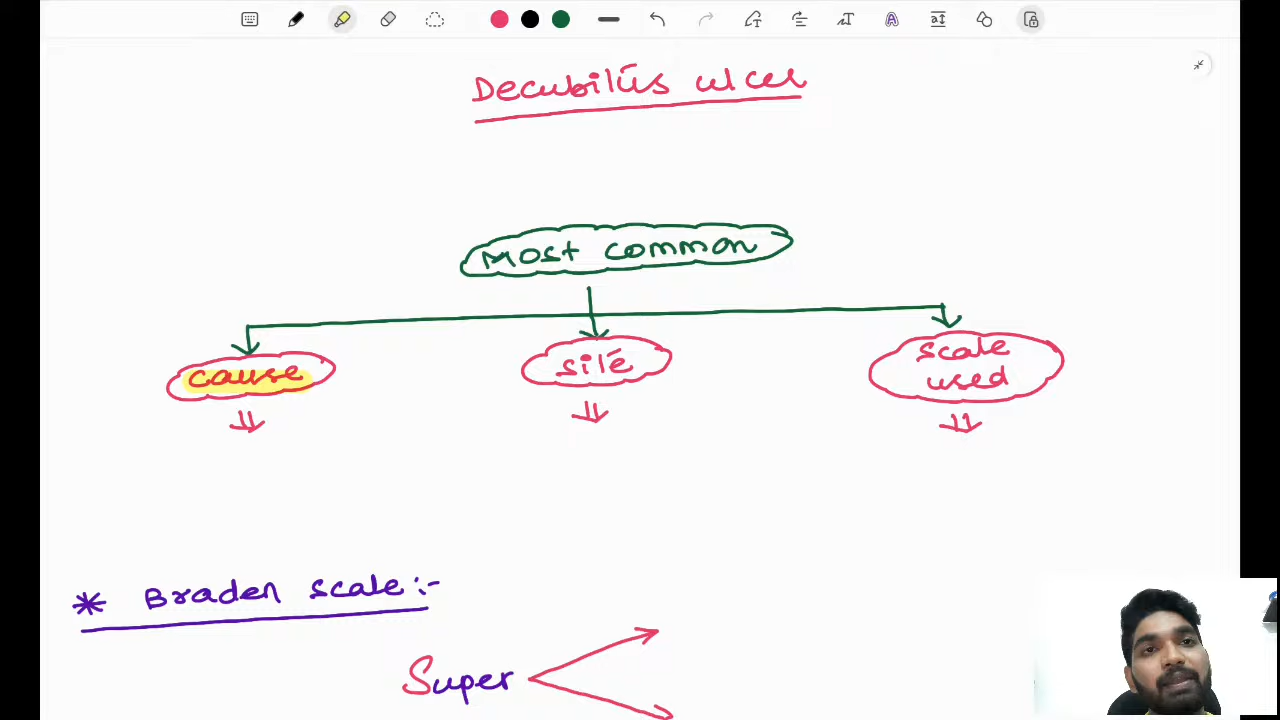 Decubitus ulcer
Most common
cause
site
scale
used
* Braden scale:-
Super